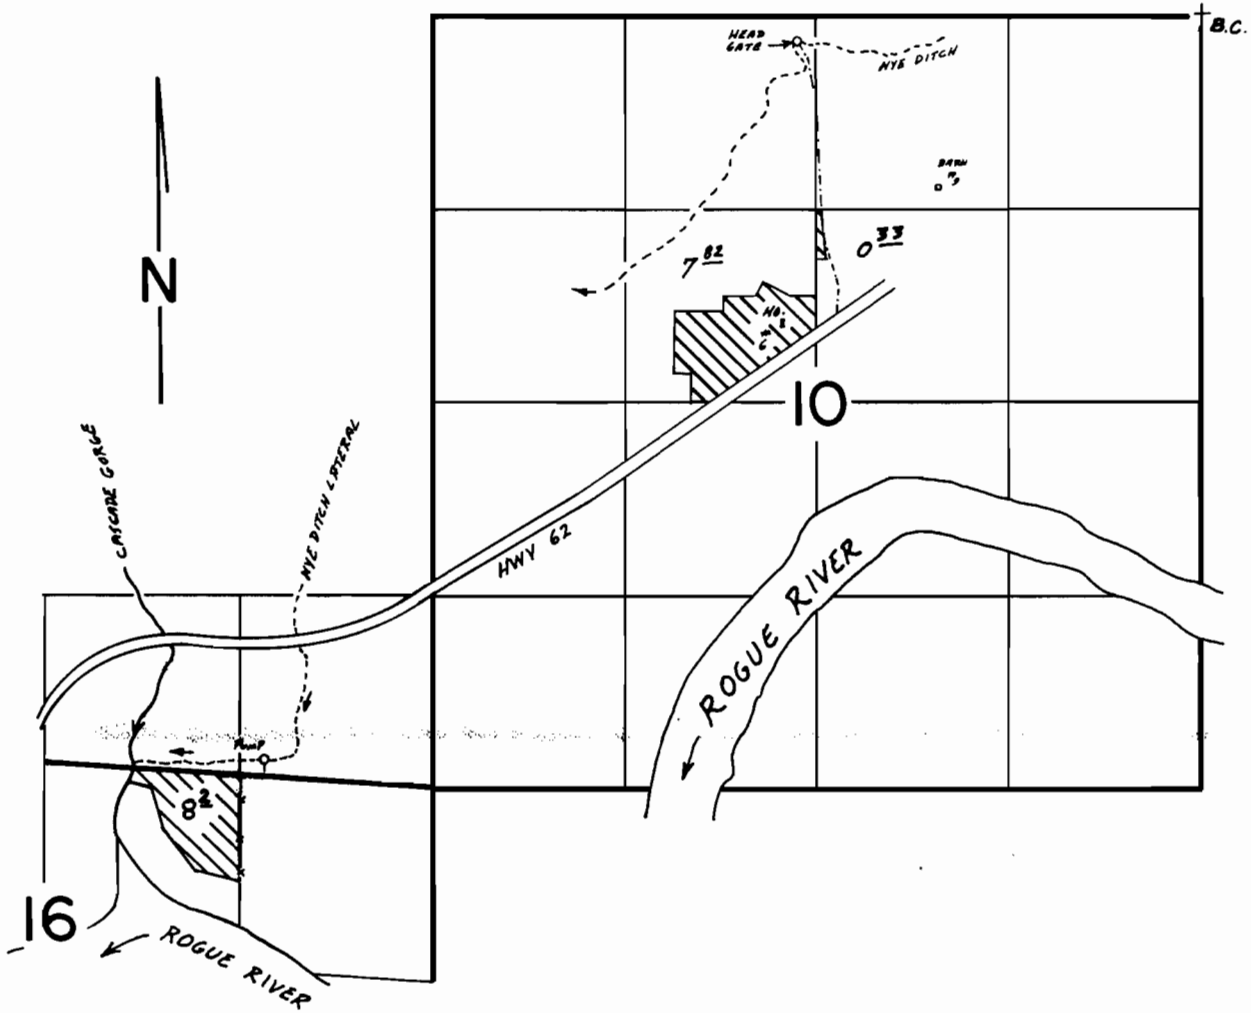 B.C.
HEAD
GATE
NYE DITCH
BARN
N
7 82
0 33
HO.
10
CASCADE GORGE
NYE DITCH LATERAL
HWY 62
ROGUE RIVER
PUMP
8 2
16
ROGUE RIVER